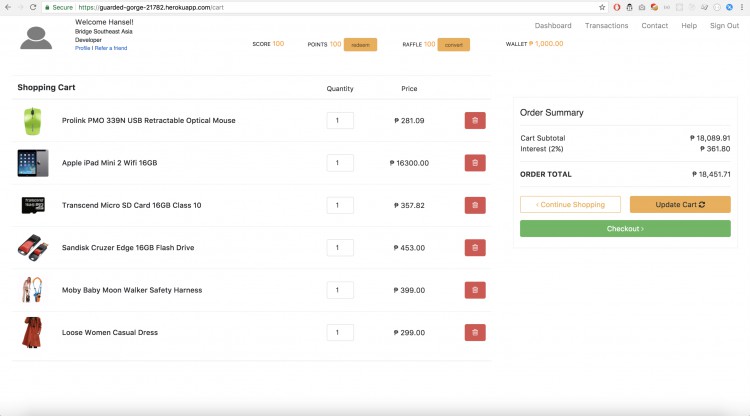 Secure https://guarded-gorge-21782.herokuapp.com/cart
Welcome Hansel!
Bridge Southeast Asia
Developer
Profile | Refer a friend
SCORE 100
POINTS 100 redeem
RAFFLE 100 convert
WALLET ₱ 1,000.00
Dashboard Transactions Contact Help Sign Out
Shopping Cart Quantity Price
Prolink PMO 339N USB Retractable Optical Mouse 1 ₱ 281.09
Apple iPad Mini 2 Wifi 16GB 1 ₱ 16300.00
Transcend Micro SD Card 16GB Class 10 1 ₱ 357.82
Sandisk Cruzer Edge 16GB Flash Drive 1 ₱ 453.00
Moby Baby Moon Walker Safety Harness 1 ₱ 399.00
Loose Women Casual Dress 1 ₱ 299.00
Order Summary
Cart Subtotal ₱ 18,089.91
Interest (2%) ₱ 361.80
ORDER TOTAL ₱ 18,451.71
‹ Continue Shopping
Update Cart
Checkout ›